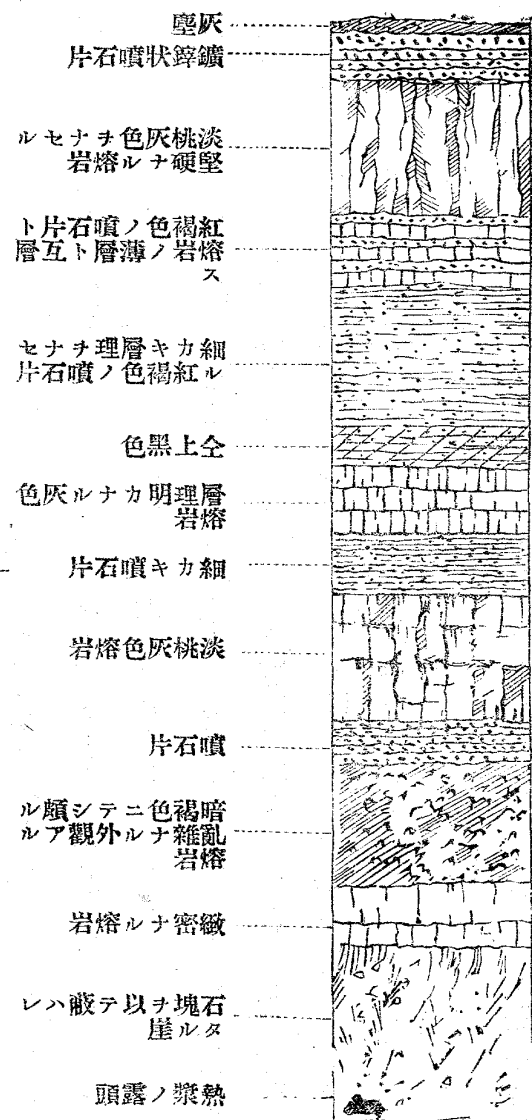 塵灰
鑛滓狀噴石片
淡桃灰色ヲナセル
堅硬ナル熔岩
紅褐色ノ噴石片ト
熔岩ノ薄層ト互層
ス
細カキ層理ヲナセ
ル紅褐色ノ噴石片
仝上黑色
層理明カナル灰色
熔岩
細カキ噴石片
淡桃灰色熔岩
噴石片
暗褐色ニテシ頗ル
亂雜ナル外觀アル
熔岩
緻密ナル熔岩
石塊ヲ以テ蔽ハレ
タル崖
熱漿ノ露頭